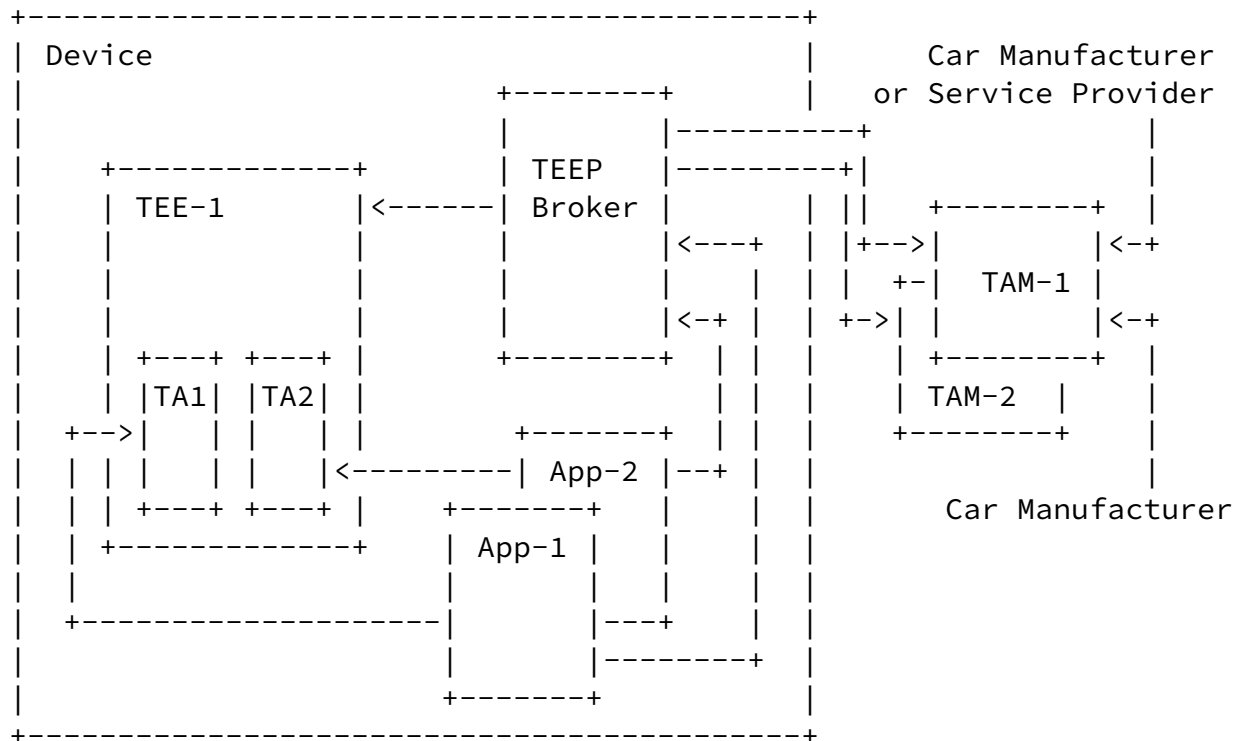 Device
Car Manufacturer
or Service Provider
TEEP
Broker
TEE-1
TAM-1
TA1 TA2
TAM-2
App-2
Car Manufacturer
App-1